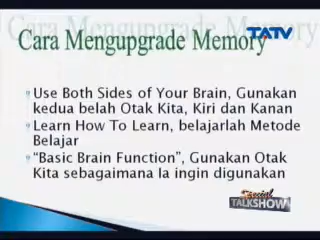 TATV
Cara Mengupgrade Memory
Use Both Sides of Your Brain, Gunakan
kedua belah Otak Kita, Kiri dan Kanan
Learn How To Learn, belajarlah Metode
Belajar
“Basic Brain Function”, Gunakan Otak
Kita sebagaimana Ia ingin digunakan
Special
TALKSHOW